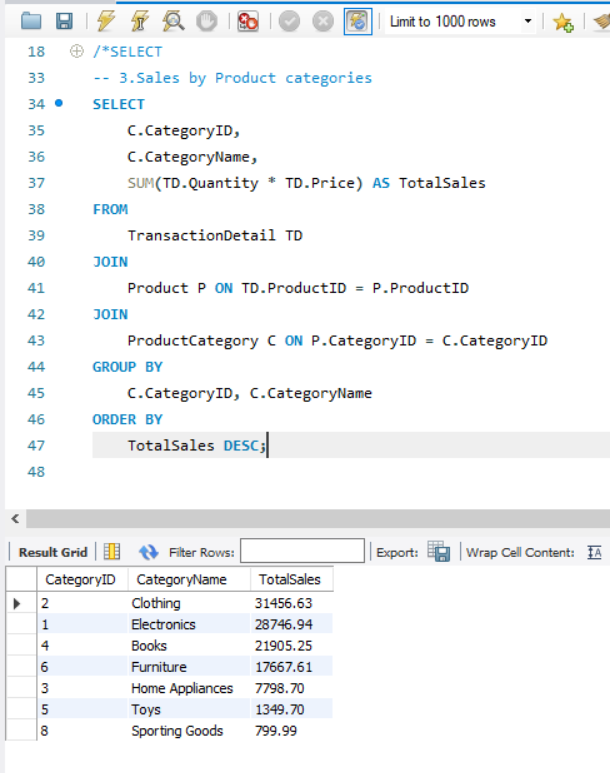 Limit to 1000 rows
18 /*SELECT
33 -- 3.Sales by Product categories
34 SELECT
35 C.CategoryID,
36 C.CategoryName,
37 SUM(TD.Quantity * TD.Price) AS TotalSales
38 FROM
39 TransactionDetail TD
40 JOIN
41 Product P ON TD.ProductID = P.ProductID
42 JOIN
43 ProductCategory C ON P.CategoryID = C.CategoryID
44 GROUP BY
45 C.CategoryID, C.CategoryName
46 ORDER BY
47 TotalSales DESC;
48
Result Grid Filter Rows: Export: Wrap Cell Content: IA
CategoryID CategoryName TotalSales
2 Clothing 31456.63
1 Electronics 28746.94
4 Books 21905.25
6 Furniture 17667.61
3 Home Appliances 7798.70
5 Toys 1349.70
8 Sporting Goods 799.99